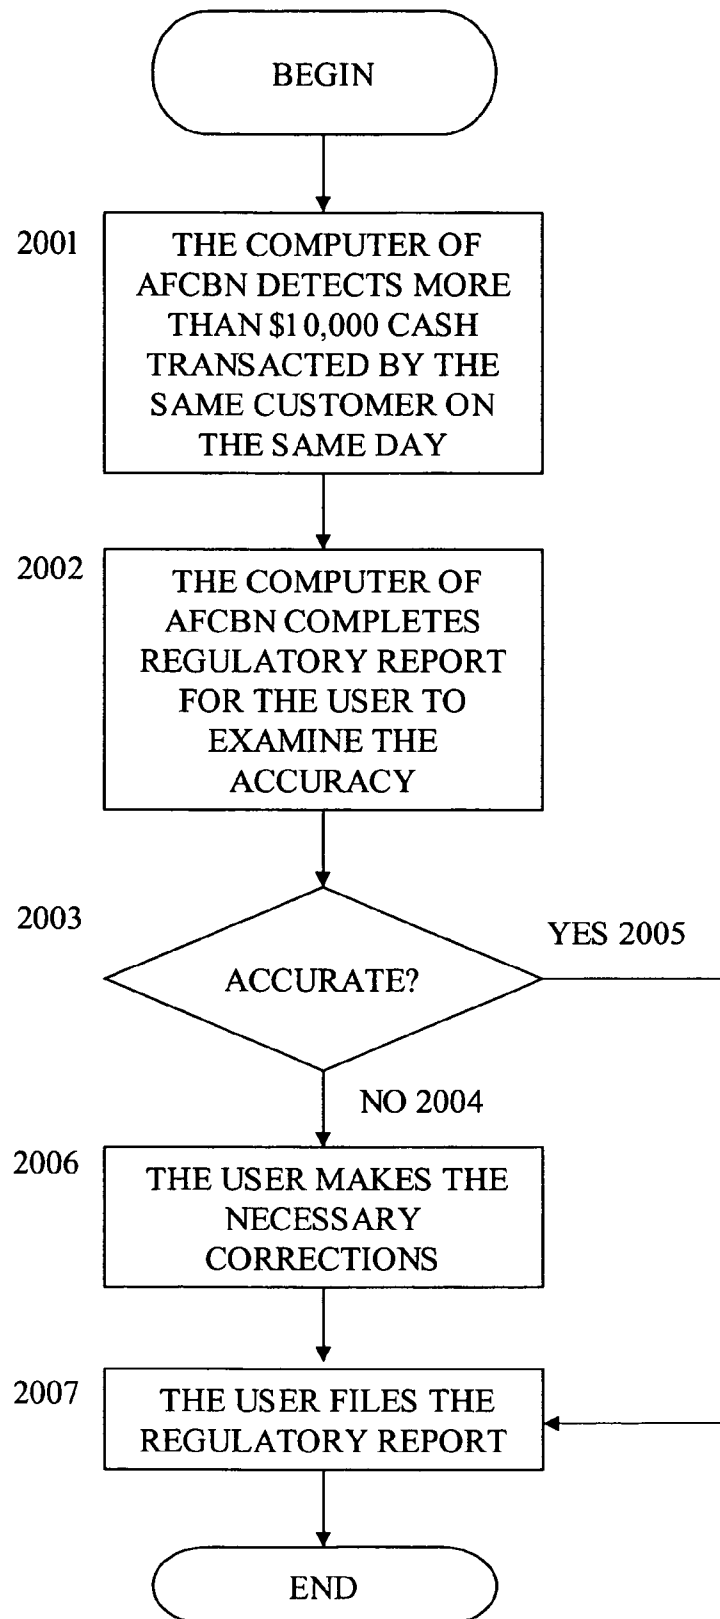 BEGIN
2001
THE COMPUTER OF
AFCBN DETECTS MORE
THAN $10,000 CASH
TRANSACTED BY THE
SAME CUSTOMER ON
THE SAME DAY
2002
THE COMPUTER OF
AFCBN COMPLETES
REGULATORY REPORT
FOR THE USER TO
EXAMINE THE
ACCURACY
2003
ACCURATE?
YES 2005
NO 2004
2006
THE USER MAKES THE
NECESSARY
CORRECTIONS
2007
THE USER FILES THE
REGULATORY REPORT
END